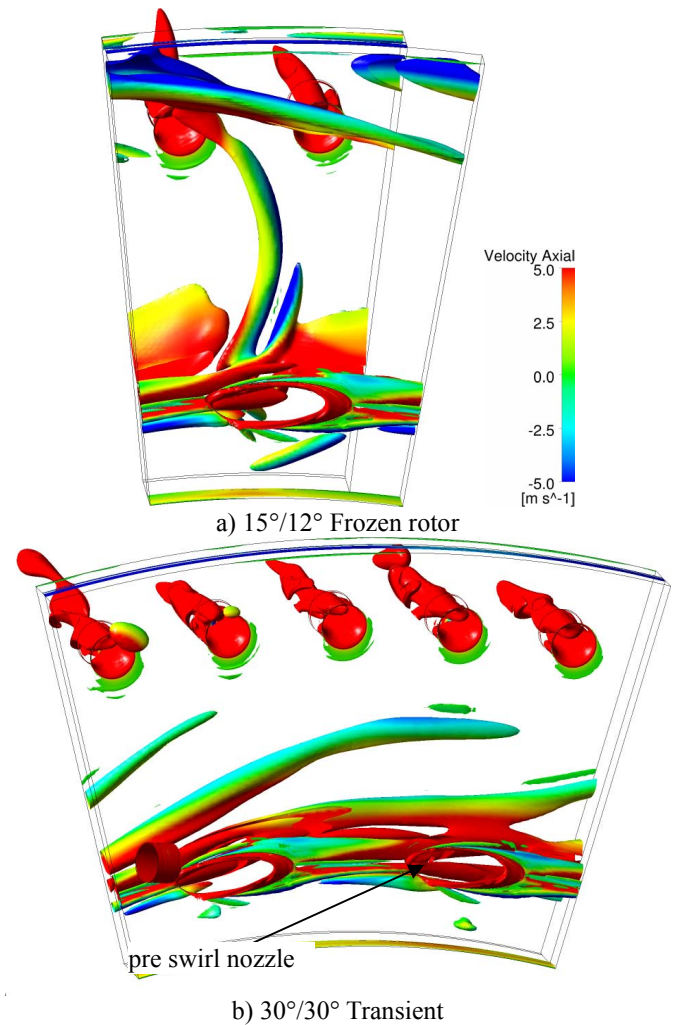 Velocity Axial
5.0
2.5
0.0
-2.5
-5.0
[m s^-1]
a) 15°/12° Frozen rotor
pre swirl nozzle
b) 30°/30° Transient